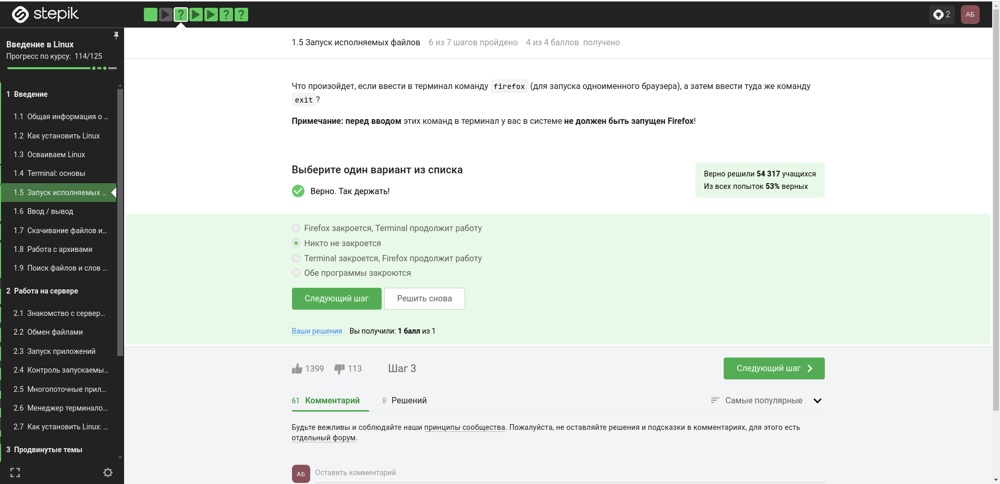 stepik
?
?
?
2
АБ
Введение в Linux
Прогресс по курсу: 114/125
1 Введение
1.1 Общая информация о ...
1.2 Как установить Linux
1.3 Осваиваем Linux
1.4 Terminal: основы
1.5 Запуск исполняемых ...
1.6 Ввод / вывод
1.7 Скачивание файлов и...
1.8 Работа с архивами
1.9 Поиск файлов и слов ...
2 Работа на сервере
2.1 Знакомство с сервер...
2.2 Обмен файлами
2.3 Запуск приложений
2.4 Контроль запускаемы...
2.5 Многопоточные прил...
2.6 Менеджер терминало...
2.7 Как установить Linux: ...
3 Продвинутые темы
1.5 Запуск исполняемых файлов 6 из 7 шагов пройдено 4 из 4 баллов получено
Что произойдет, если ввести в терминал команду firefox (для запуска одноименного браузера), а затем ввести туда же команду
exit ?
Примечание: перед вводом этих команд в терминал у вас в системе не должен быть запущен Firefox!
Выберите один вариант из списка
Верно. Так держать!
Верно решили 54 317 учащихся
Из всех попыток 53% верных
Firefox закроется, Terminal продолжит работу
Никто не закроется
Terminal закроется, Firefox продолжит работу
Обе программы закроются
Следующий шаг
Решить снова
Ваши решения Вы получили: 1 балл из 1
1399 113 Шаг 3
Следующий шаг
61 Комментарий 8 Решений
Самые популярные
Будьте вежливы и соблюдайте наши принципы сообщества. Пожалуйста, не оставляйте решения и подсказки в комментариях, для этого есть
отдельный форум.
АБ
Оставить комментарий